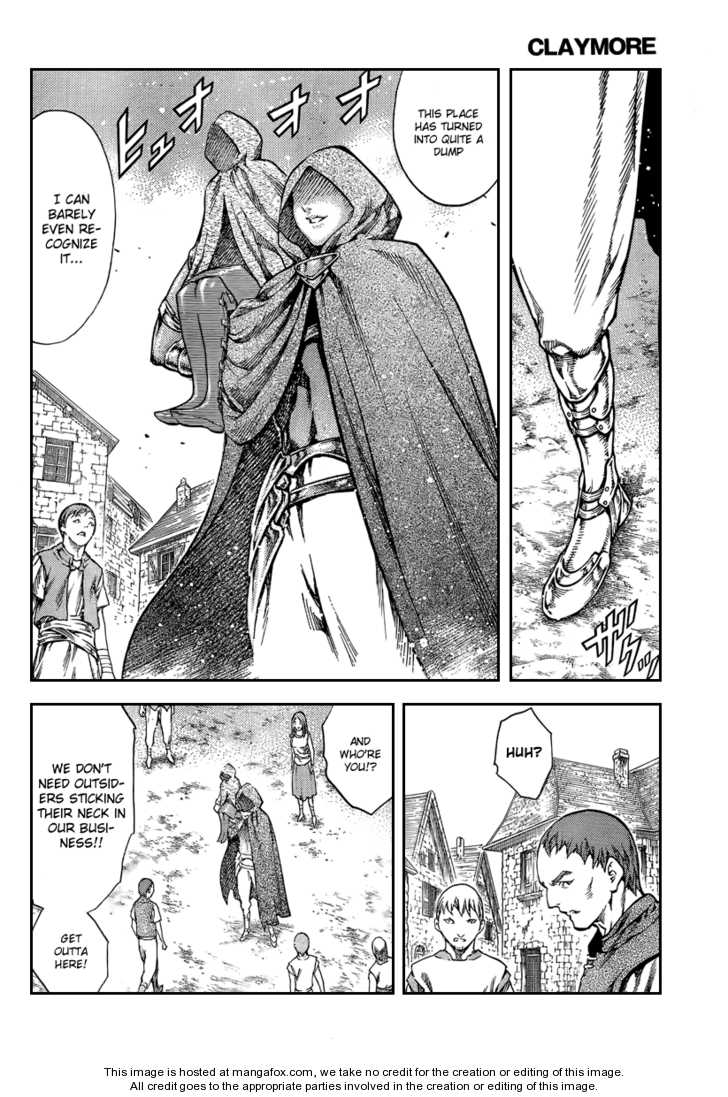 CLAYMORE
ザッ
ザッ
THIS PLACE
HAS TURNED
INTO QUITE A
DUMP
ヒュオ
オ
オ
I CAN
BARELY
EVEN RE-
COGNIZE
IT...
HUH?
AND
WHO'RE
YOU!?
WE DON'T
NEED OUTSID-
ERS STICKING
THEIR NECK IN
OUR BUSI-
NESS!!
GET
OUTTA
HERE!
This image is hosted at mangafox.com, we take no credit for the creation or editing of this image.
All credit goes to the appropriate parties involved in the creation or editing of this image.